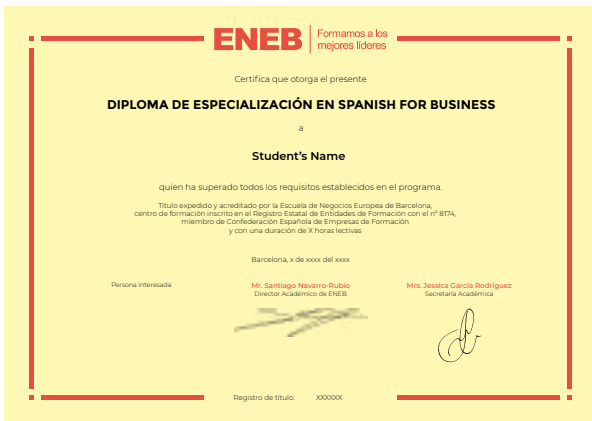 ENEB
Formamos a los
mejores líderes
Certifica que otorga el presente
DIPLOMA DE ESPECIALIZACIÓN EN SPANISH FOR BUSINESS
a
Student's Name
quien ha superado todos los requisitos establecidos en el programa.
Título expedido y acreditado por la Escuela de Negocios Europea de Barcelona,
centro de formación inscrito en el Registro Estatal de Entidades de Formación con el nº 8174,
miembro de Confederación Española de Empresas de Formación
y con una duración de X horas lectivas
Barcelona, x de xxxx del xxxx
Persona interesada
Mr. Santiago Navarro-Rubio
Director Académico de ENEB
Mrs. Jessica García Rodríguez
Secretaría Académica
Registro de título: XXXXXX